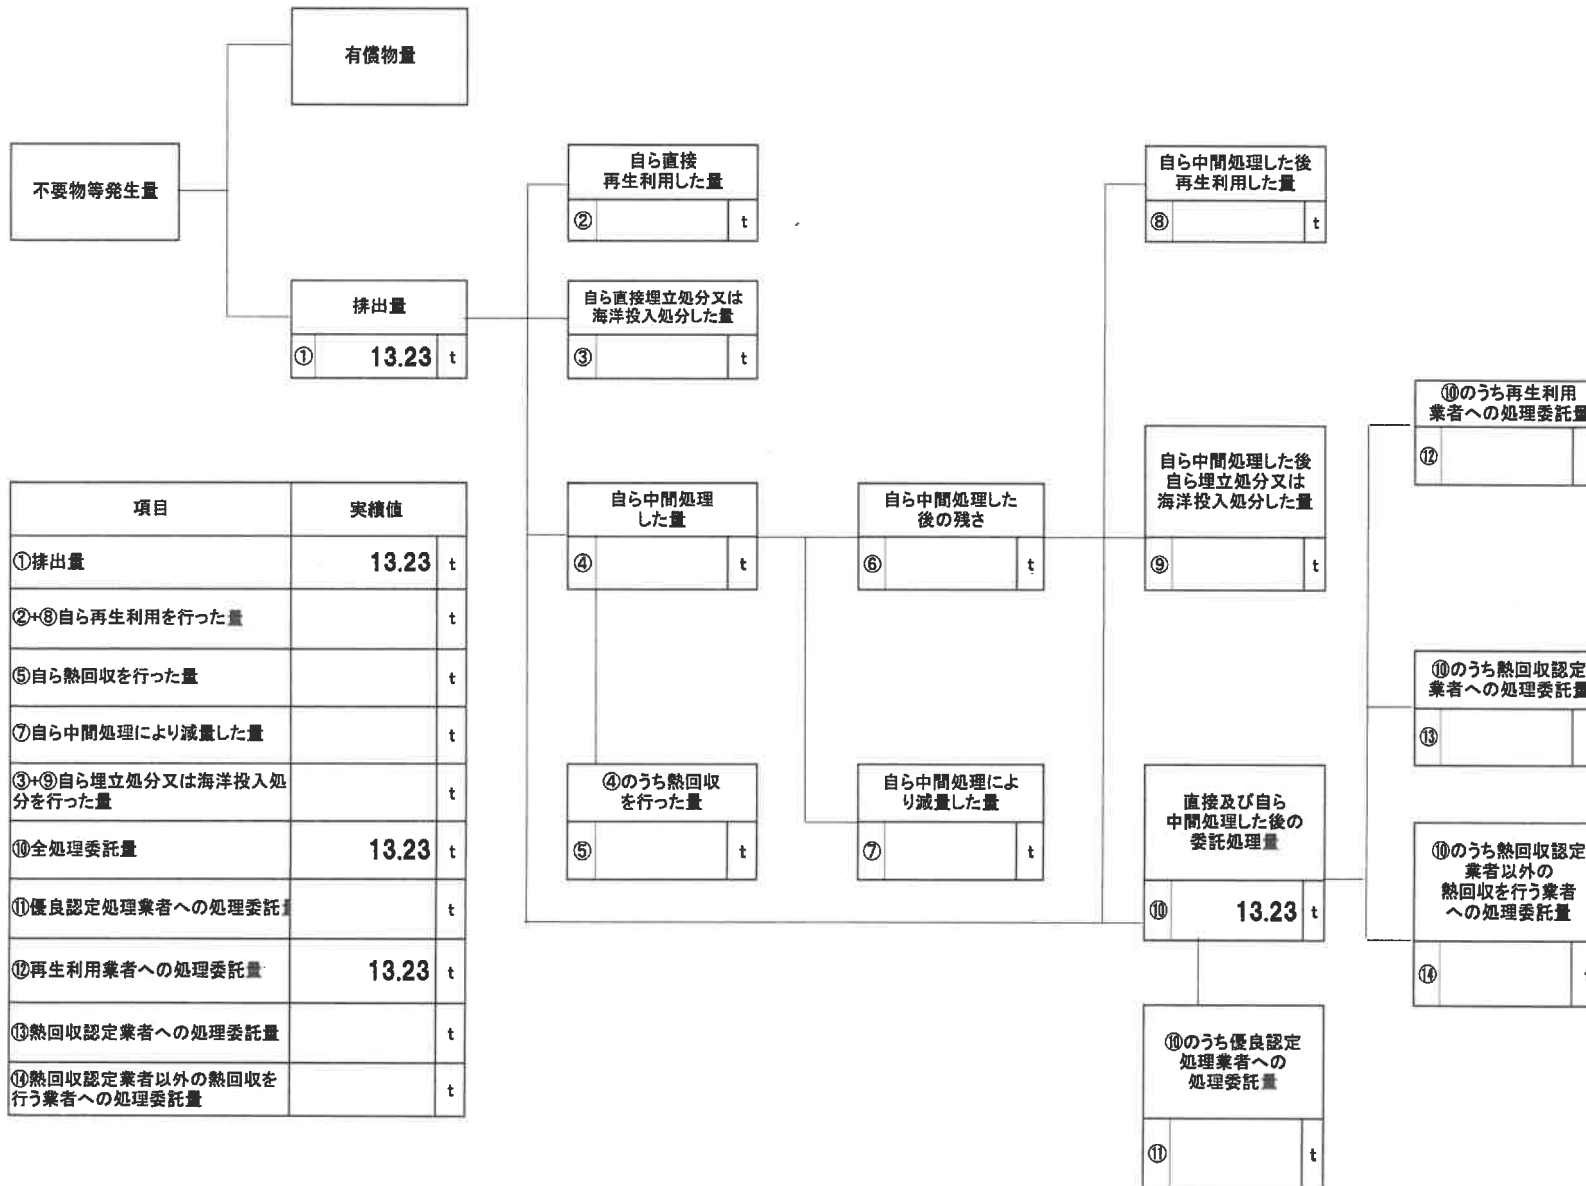 有償物量
不要物等発生量
排出量
① 13.23 t
自ら直接
再生利用した量
② t
自ら直接埋立処分又は
海洋投入処分した量
③ t
自ら中間処理
した量
④ t
④のうち熱回収
を行った量
⑤ t
自ら中間処理した
後の残さ
⑥ t
自ら中間処理によ
り減量した量
⑦ t
自ら中間処理した後
再生利用した量
⑧ t
自ら中間処理した後
自ら埋立処分又は
海洋投入処分した量
⑨ t
直接及び自ら
中間処理した後の
委託処理量
⑩ 13.23 t
⑩のうち優良認定
処理業者への
処理委託量
⑪ t
⑩のうち再生利用
業者への処理委託量
⑫
⑩のうち熱回収認定
業者への処理委託量
⑬
⑩のうち熱回収認定
業者以外の
熱回収を行う業者
への処理委託量
⑭
項目 実績値
①排出量 13.23 t
②+⑧自ら再生利用を行った量 t
⑤自ら熱回収を行った量 t
⑦自ら中間処理により減量した量 t
③+⑨自ら埋立処分又は海洋投入処
分を行った量 t
⑩全処理委託量 13.23 t
⑪優良認定処理業者への処理委託量 t
⑫再生利用業者への処理委託量 13.23 t
⑬熱回収認定業者への処理委託量 t
⑭熱回収認定業者以外の熱回収を
行う業者への処理委託量 t